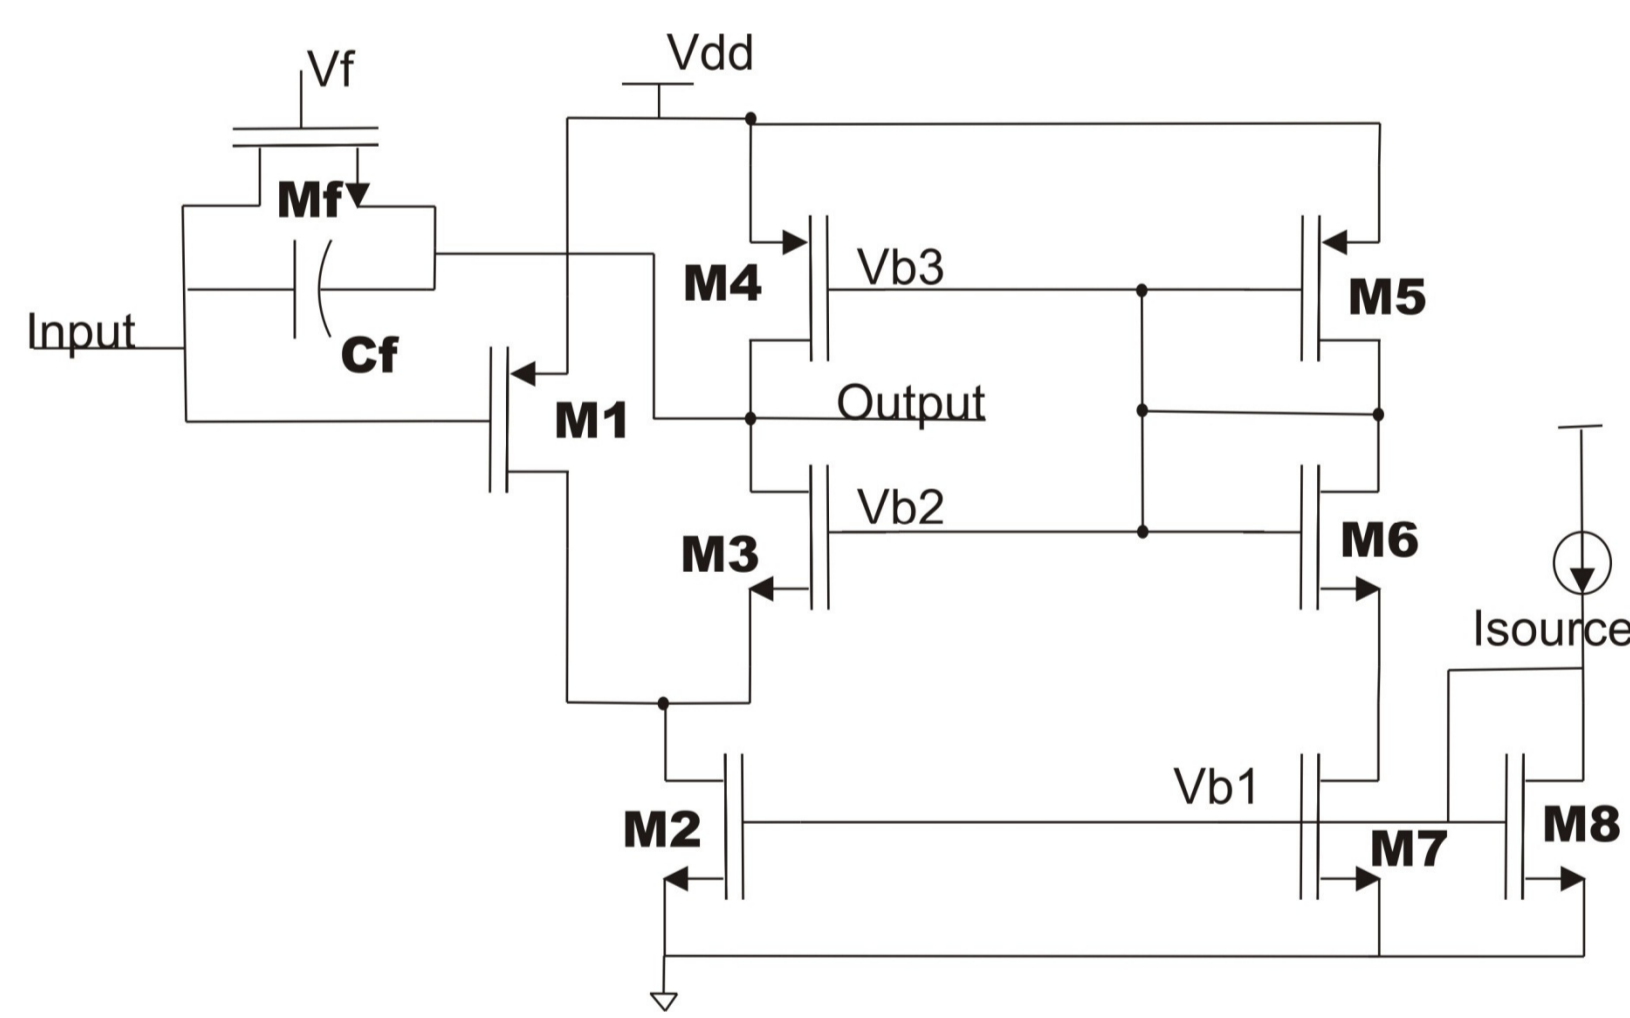 Vf
Vdd
Mf
Vb3
M4
M5
Input
Cf
Output
M1
Vb2
M3
M6
Isource
Vb1
M2
M7
M8